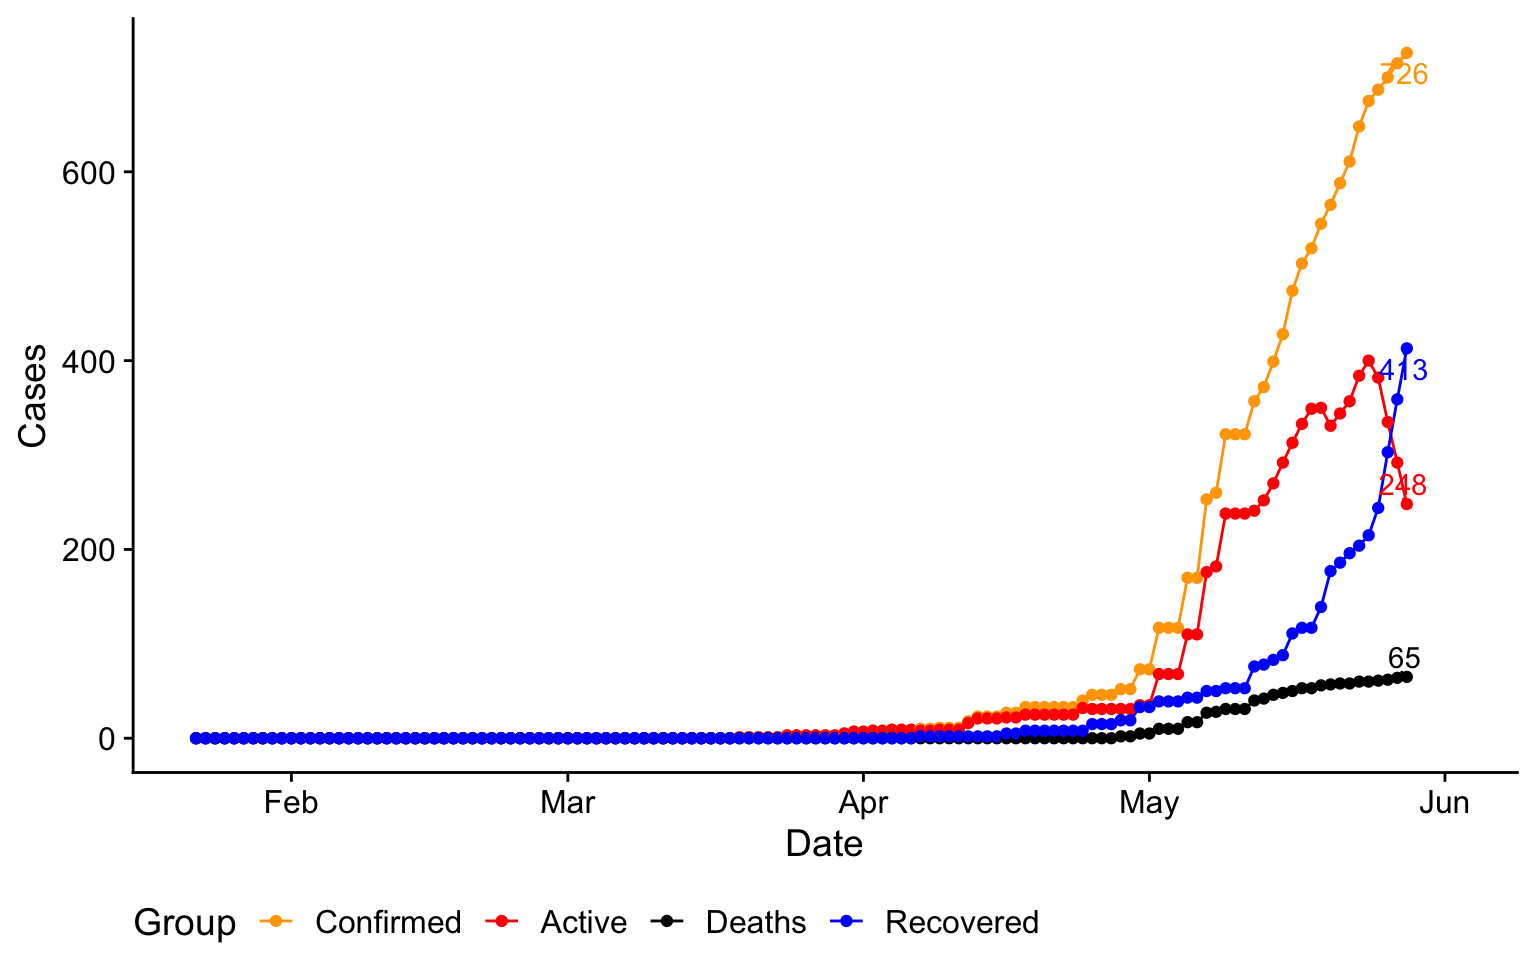 726
600
413
400
248
200
65
0
Cases
Feb Mar Apr May Jun
Date
Group Confirmed Active Deaths Recovered